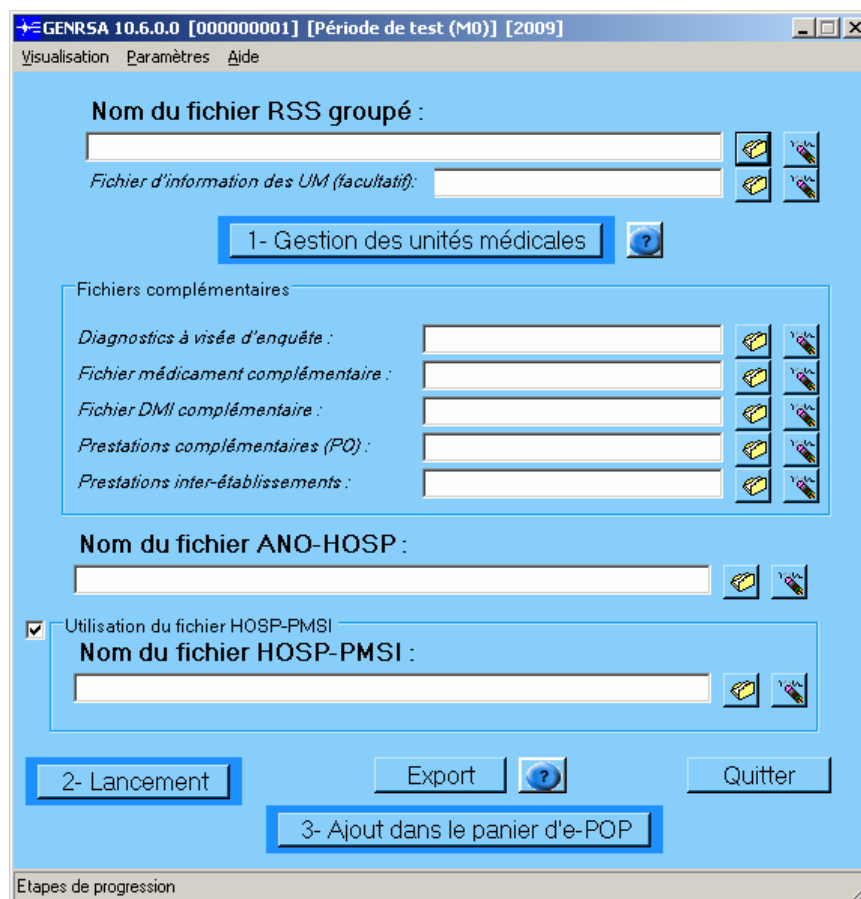 GENRSA 10.6.0.0 [000000001] [Période de test (M0)] [2009]
Visualisation Paramètres Aide
Nom du fichier RSS groupé :
Fichier d'information des UM (facultatif):
1- Gestion des unités médicales ?
Fichiers complémentaires
Diagnostics à visée d'enquête :
Fichier médicament complémentaire :
Fichier DMI complémentaire :
Prestations complémentaires (PO) :
Prestations inter-établissements :
Nom du fichier ANO-HOSP :
Utilisation du fichier HOSP-PMSI
Nom du fichier HOSP-PMSI :
2- Lancement Export ? Quitter
3- Ajout dans le panier d'e-POP
Etapes de progression